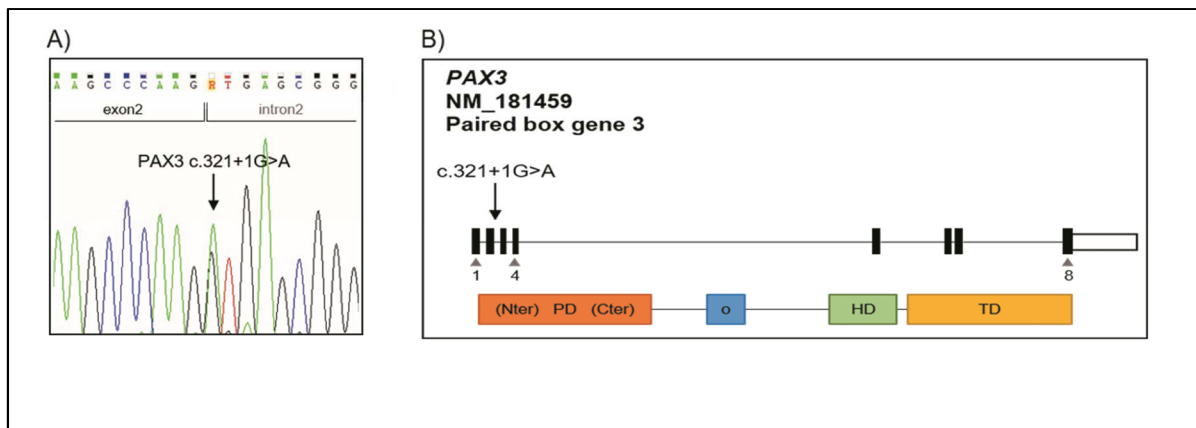 A)
A A G C C C A A G R T G A G C G G G
exon2 intron2
PAX3 c.321+1G>A
B)
PAX3
NM_181459
Paired box gene 3
c.321+1G>A
1 4 8
(Nter) PD (Cter) o HD TD